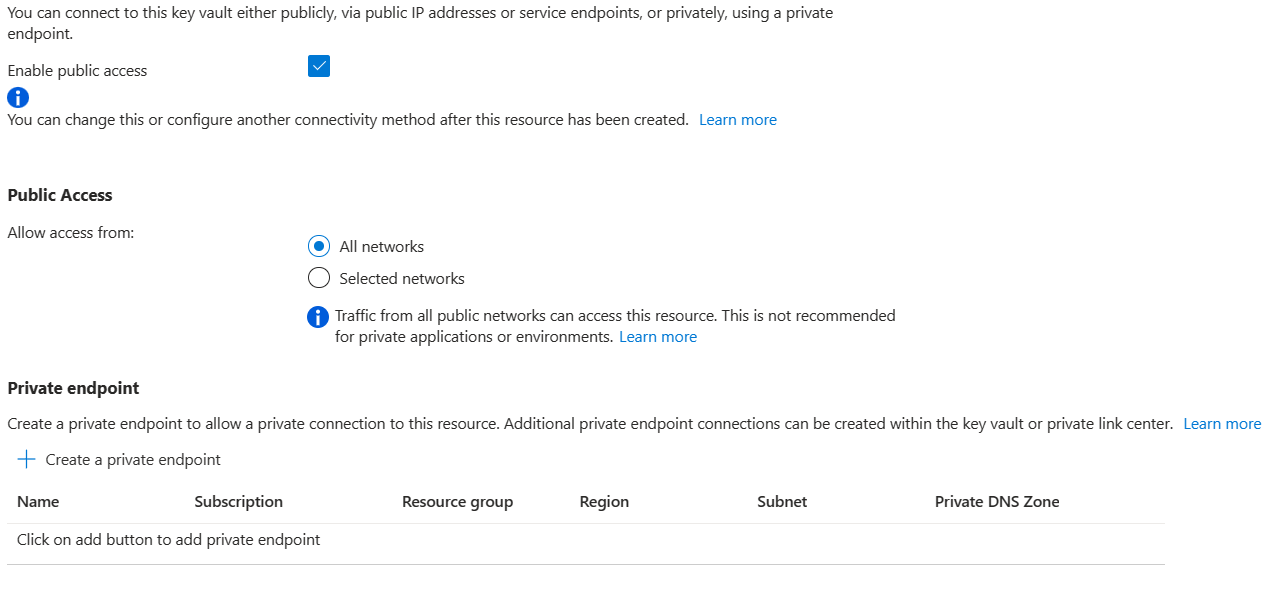 You can connect to this key vault either publicly, via public IP addresses or service endpoints, or privately, using a private
endpoint.
Enable public access
You can change this or configure another connectivity method after this resource has been created. Learn more
Public Access
Allow access from:
All networks
Selected networks
Traffic from all public networks can access this resource. This is not recommended
for private applications or environments. Learn more
Private endpoint
Create a private endpoint to allow a private connection to this resource. Additional private endpoint connections can be created within the key vault or private link center. Learn more
Create a private endpoint
Name Subscription Resource group Region Subnet Private DNS Zone
Click on add button to add private endpoint